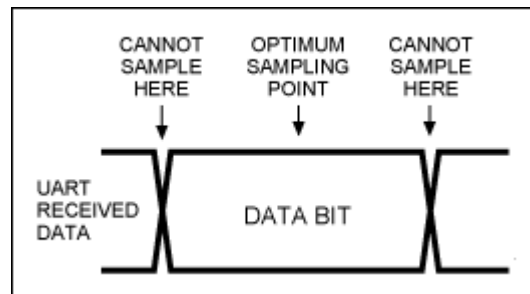 CANNOT
SAMPLE
HERE
OPTIMUM
SAMPLING
POINT
CANNOT
SAMPLE
HERE
UART
RECEIVED
DATA
DATA BIT